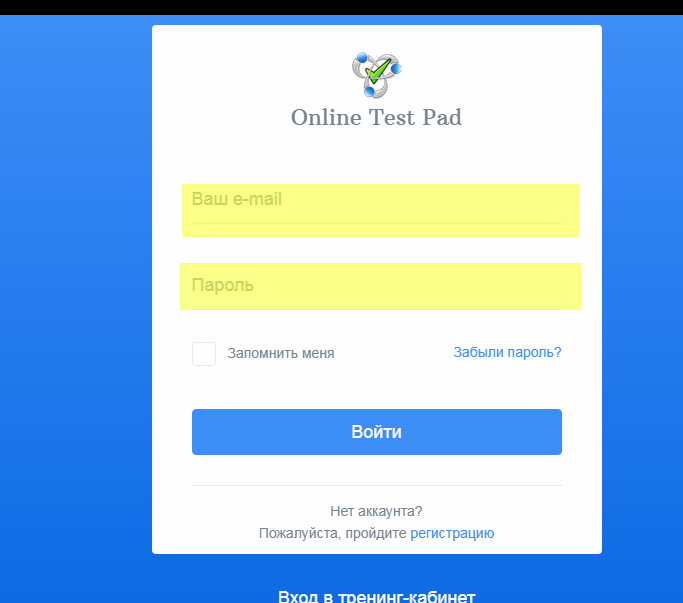 Online Test Pad
Ваш e-mail
Пароль
Запомнить меня
Забыли пароль?
Войти
Нет аккаунта?
Пожалуйста, пройдите регистрацию
Вход в тренинг-кабинет